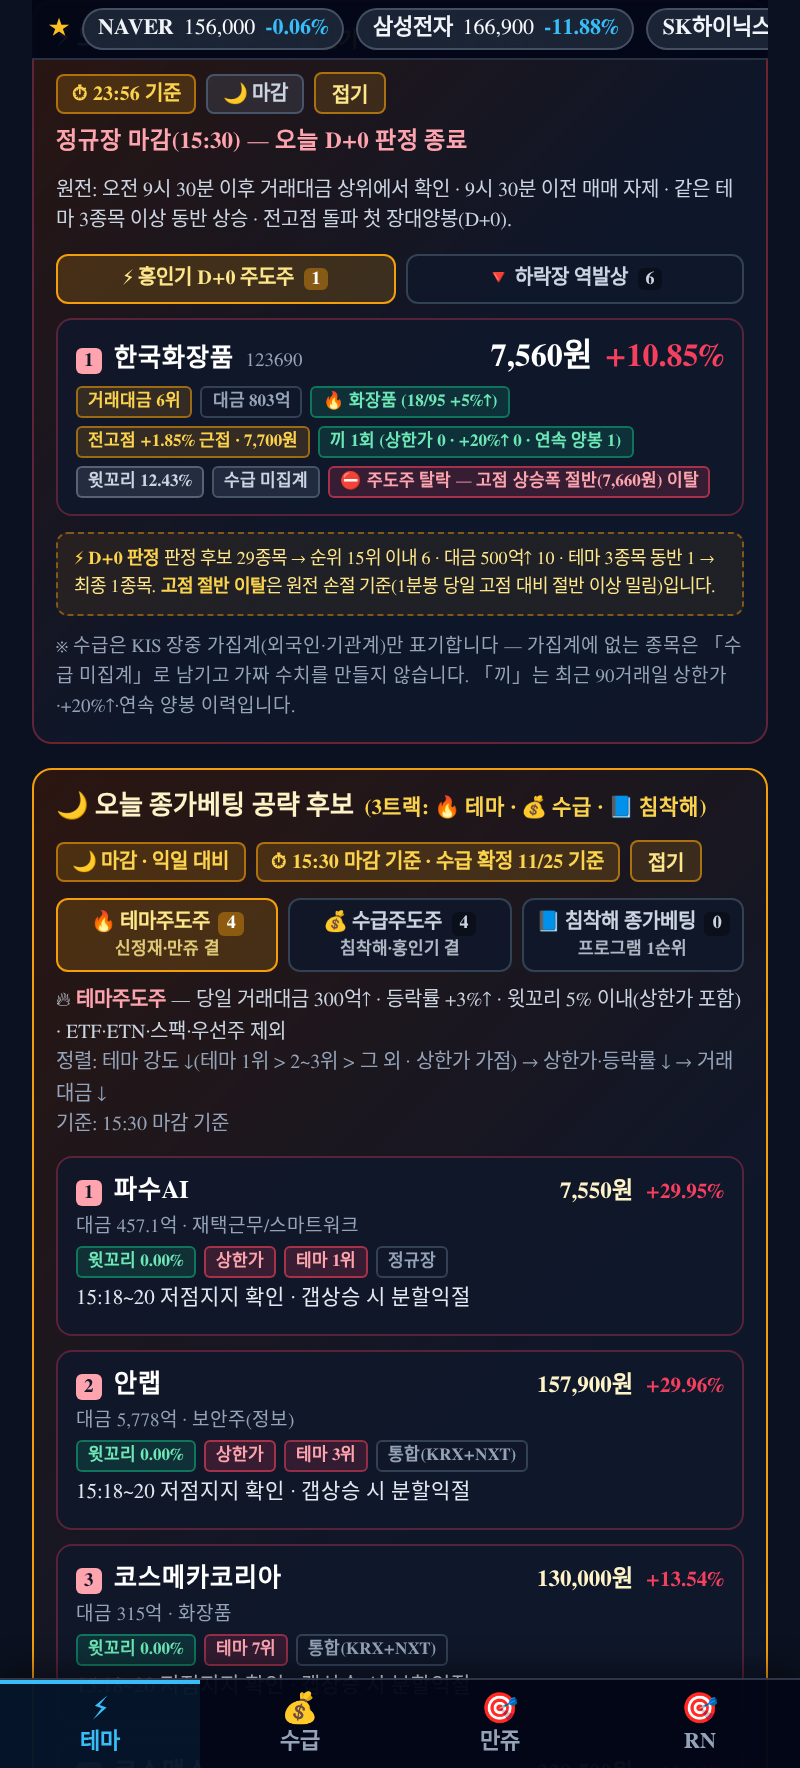 ★ NAVER 156,000 -0.06% 삼성전자 166,900 -11.88% SK하이닉스
⏱ 23:56 기준 🌙 마감 접기
정규장 마감(15:30) — 오늘 D+0 판정 종료
원전: 오전 9시 30분 이후 거래대금 상위에서 확인 · 9시 30분 이전 매매 자제 · 같은 테
마 3종목 이상 동반 상승 · 전고점 돌파 첫 장대양봉(D+0).
⚡ 홍인기 D+0 주도주 1 🔻 하락장 역발상 6
1 한국화장품 123690 7,560원 +10.85%
거래대금 6위 대금 803억 🔥 화장품 (18/95 +5%↑)
전고점 +1.85% 근접 · 7,700원 끼 1회 (상한가 0 · +20%↑ 0 · 연속 양봉 1)
윗꼬리 12.43% 수급 미집계 ⛔ 주도주 탈락 — 고점 상승폭 절반(7,660원) 이탈
⚡ D+0 판정 판정 후보 29종목 → 순위 15위 이내 6 · 대금 500억↑ 10 · 테마 3종목 동반 1 →
최종 1종목. 고점 절반 이탈은 원전 손절 기준(1분봉 당일 고점 대비 절반 이상 밀림)입니다.
※ 수급은 KIS 장중 가집계(외국인·기관계)만 표기합니다 — 가집계에 없는 종목은 「수
급 미집계」로 남기고 가짜 수치를 만들지 않습니다. 「끼」는 최근 90거래일 상한가
·+20%↑·연속 양봉 이력입니다.
🌙 오늘 종가베팅 공략 후보 (3트랙: 🔥 테마 · 💰 수급 · 📘 침착해)
🌙 마감 · 익일 대비 ⏱ 15:30 마감 기준 · 수급 확정 11/25 기준 접기
🔥 테마주도주 4 💰 수급주도주 4 📘 침착해 종가베팅 0
신정재·만쥬 결 침착해·홍인기 결 프로그램 1순위
🔥 테마주도주 — 당일 거래대금 300억↑ · 등락률 +3%↑ · 윗꼬리 5% 이내(상한가 포함)
· ETF·ETN·스팩·우선주 제외
정렬: 테마 강도 ↓(테마 1위 > 2~3위 > 그 외 · 상한가 가점) → 상한가·등락률 ↓ → 거래
대금 ↓
기준: 15:30 마감 기준
1 파수AI 7,550원 +29.95%
대금 457.1억 · 재택근무/스마트워크
윗꼬리 0.00% 상한가 테마 1위 정규장
15:18~20 저점지지 확인 · 갭상승 시 분할익절
2 안랩 157,900원 +29.96%
대금 5,778억 · 보안주(정보)
윗꼬리 0.00% 상한가 테마 3위 통합(KRX+NXT)
15:18~20 저점지지 확인 · 갭상승 시 분할익절
3 코스메카코리아 130,000원 +13.54%
대금 315억 · 화장품
윗꼬리 0.00% 테마 7위 통합(KRX+NXT)
15:18~20 저점지지 확인 · 갭상승 시 분할익절
⚡ 💰 🎯 🎯
테마 수급 만쥬 RN